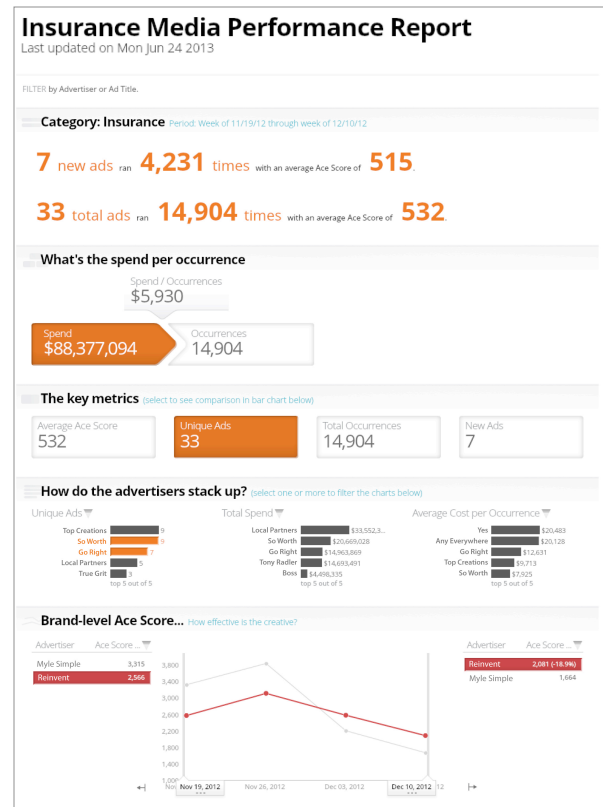 Insurance Media Performance Report
Last updated on Mon Jun 24 2013
FILTER by Advertiser or Ad Title.
Category: Insurance Period: Week of 11/19/12 through week of 12/10/12
7 new ads ran 4,231 times with an average Ace Score of 515.
33 total ads ran 14,904 times with an average Ace Score of 532.
What's the spend per occurrence
Spend / Occurrences
$5,930
Spend
$88,377,094
Occurrences
14,904
The key metrics (select to see comparison in bar chart below)
Average Ace Score
532
Unique Ads
33
Total Occurrences
14,904
New Ads
7
How do the advertisers stack up? (select one or more to filter the charts below)
Unique Ads
Top Creations 9
So Worth 9
Go Right 7
Local Partners 5
True Grit 3
top 5 out of 5
Total Spend
Local Partners $33,552,3...
So Worth $20,669,028
Go Right $14,963,869
Tony Radler $14,693,491
Boss $4,498,335
top 5 out of 5
Average Cost per Occurrence
Yes $20,483
Any Everywhere $20,128
Go Right $12,631
Top Creations $9,713
So Worth $7,925
top 5 out of 5
Brand-level Ace Score... How effective is the creative?
Advertiser Ace Score ...
Myle Simple 3,315
Reinvent 2,566
3,800
3,400
3,000
2,600
2,200
1,800
1,400
1,000
Nov 19, 2012
Nov 26, 2012
Dec 03, 2012
Dec 10, 2012
Advertiser Ace Score...
Reinvent 2,081 (-18.9%)
Myle Simple 1,664